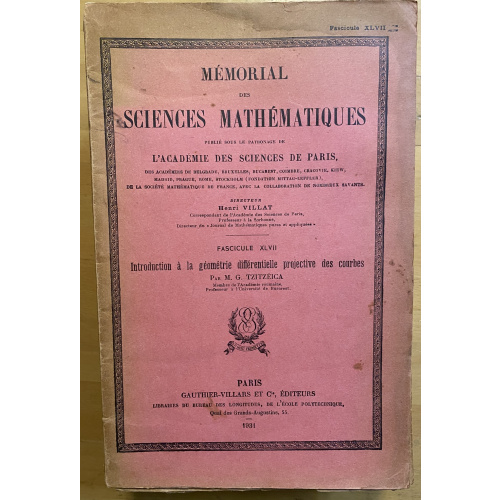 Fascicule XLVII
MÉMORIAL
DES
SCIENCES MATHÉMATIQUES
PUBLIÉ SOUS LE PATRONAGE DE
L'ACADÉMIE DES SCIENCES DE PARIS,
DES ACADÉMIES DE BELGRADE, BRUXELLES, BUCAREST, COÏMBRE, CRACOVIE, KIEW,
MADRID, PRAGUE, ROME, STOCKHOLM (FONDATION MITTAG-LEFFLER),
DE LA SOCIÉTÉ MATHÉMATIQUE DE FRANCE, AVEC LA COLLABORATION DE NOMBREUX SAVANTS.
DIRECTEUR
Henri VILLAT
Correspondant de l'Académie des Sciences de Paris,
Professeur à la Sorbonne,
Directeur du « Journal de Mathématiques pures et appliquées ».
FASCICULE XLVII
Introduction à la géométrie différentielle projective des courbes
PAR M. G. TZITZÉICA
Membre de l'Académie roumaine
Professeur à l'Université de Bucarest
PARIS
GAUTHIER-VILLARS ET Cie, ÉDITEURS
LIBRAIRES DU BUREAU DES LONGITUDES, DE L'ÉCOLE POLYTECHNIQUE,
Quai des Grands-Augustins, 55.
1931